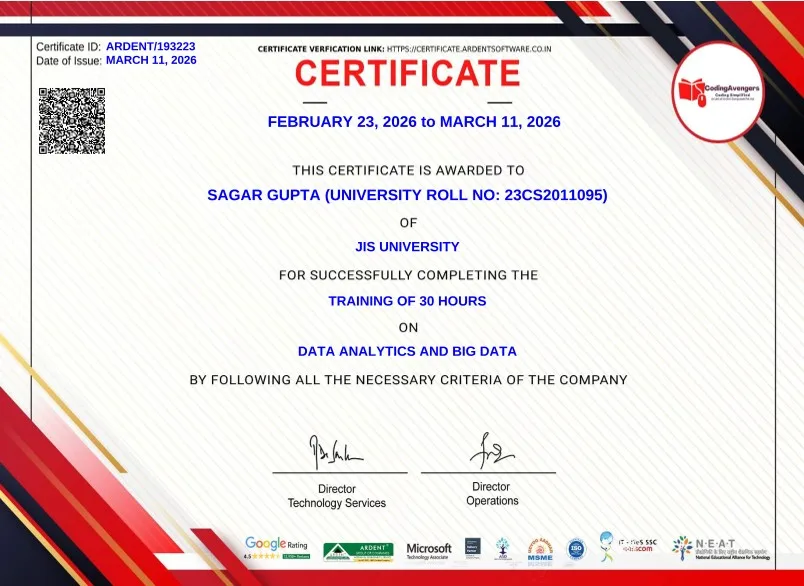 Certificate ID: ARDENT/193223
Date of Issue: MARCH 11, 2026
CERTIFICATE VERFICATION LINK: HTTPS://CERTIFICATE.ARDENTSOFTWARE.CO.IN
CERTIFICATE
FEBRUARY 23, 2026 to MARCH 11, 2026
CodingAvengers
Coding Simplified
THIS CERTIFICATE IS AWARDED TO
SAGAR GUPTA (UNIVERSITY ROLL NO: 23CS2011095)
OF
JIS UNIVERSITY
FOR SUCCESSFULLY COMPLETING THE
TRAINING OF 30 HOURS
ON
DATA ANALYTICS AND BIG DATA
BY FOLLOWING ALL THE NECESSARY CRITERIA OF THE COMPANY
Director
Technology Services
Director
Operations
Google Rating
4.5
ARDENT
Microsoft
Technology Associate
MSME
ISO
SSC
N·E·A·T
National Educational Alliance for Technology